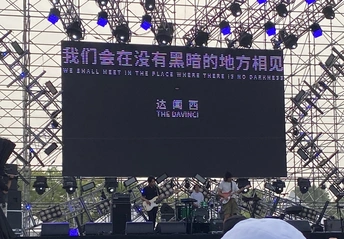 我们会在没有黑暗的地方相见
WE SHALL MEET IN THE PLACE WHERE THERE IS NO DARKNESS
达闻西
THE DAVINCI